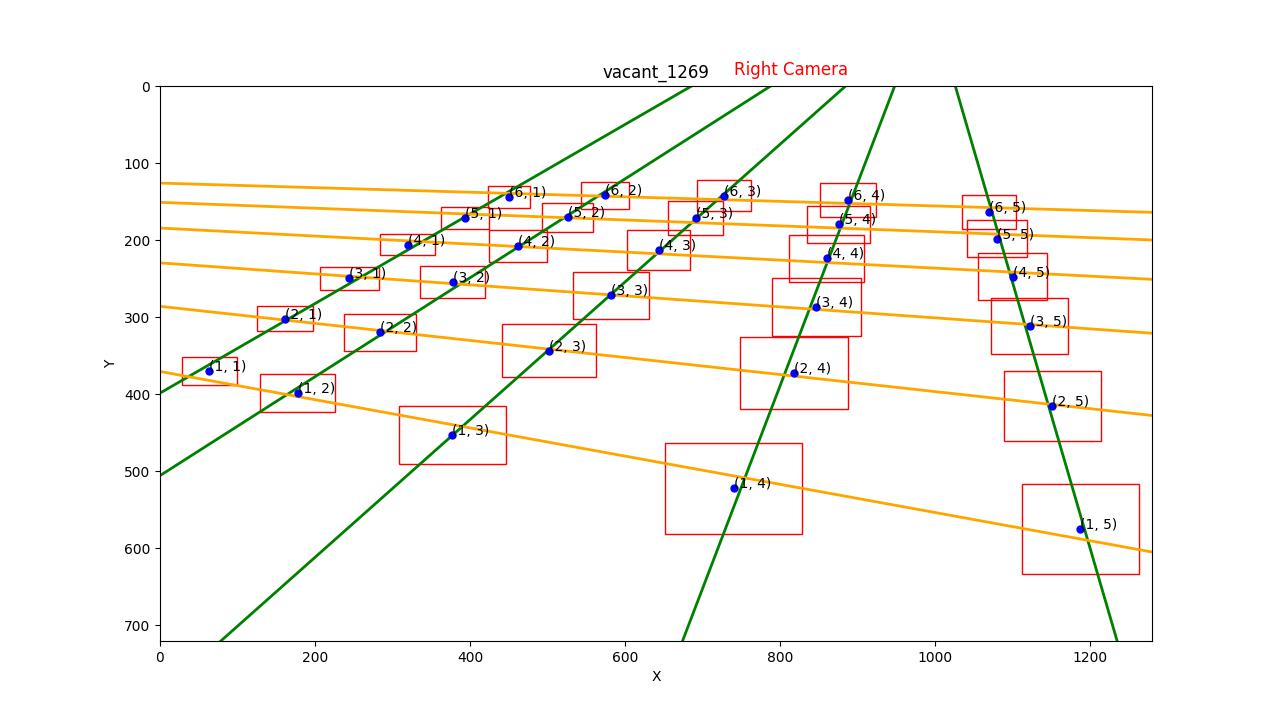 vacant_1269 Right Camera
0
100
200
300
400
500
600
700
Y
(6, 1) (6, 2) (6, 3) (6, 4) (6, 5)
(5, 1) (5, 2) (5, 3) (5, 4) (5, 5)
(4, 1) (4, 2) (4, 3) (4, 4) (4, 5)
(3, 1) (3, 2) (3, 3) (3, 4) (3, 5)
(2, 1) (2, 2) (2, 3) (2, 4) (2, 5)
(1, 1) (1, 2) (1, 3) (1, 4) (1, 5)
0 200 400 600 800 1000 1200
X